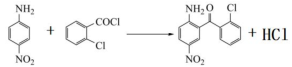 NH₂
COCl
+
Cl
NO₂
NH₂ O Cl
NO₂
+ HCl